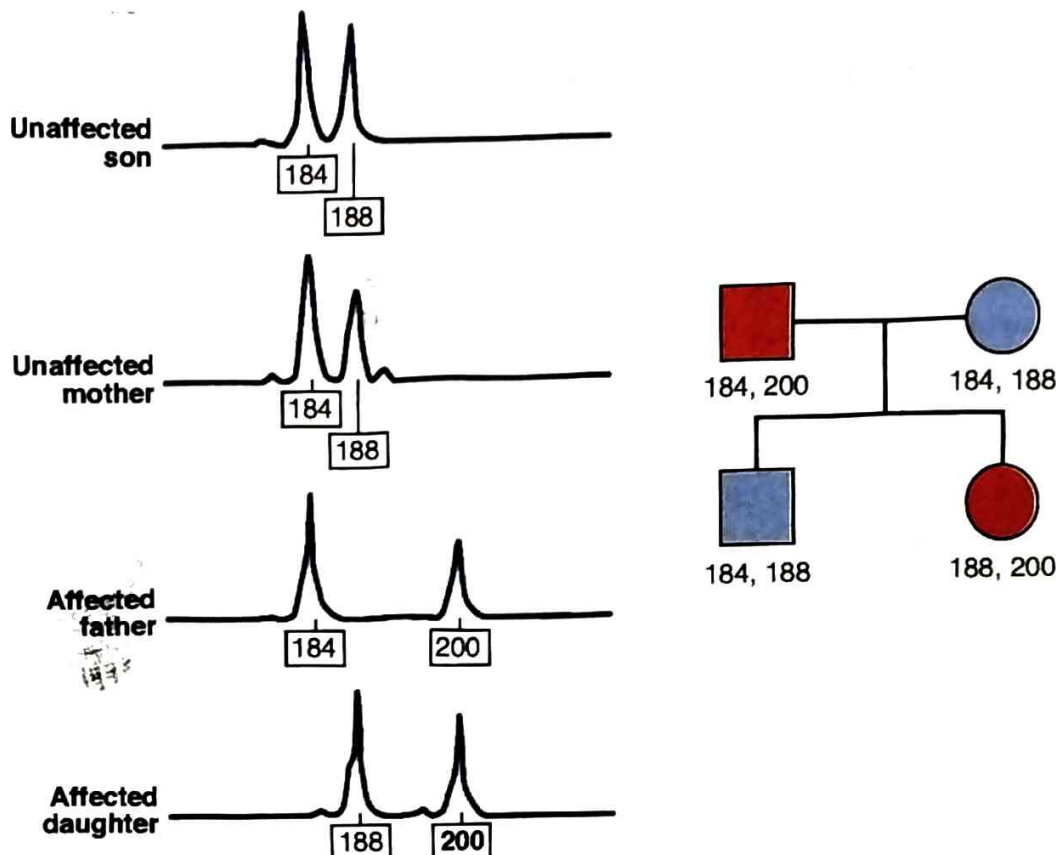 Unaffected
son
184
188
Unaffected
mother
184
188
Affected
father
184
200
Affected
daughter
188
200
184, 200
184, 188
184, 188
188, 200